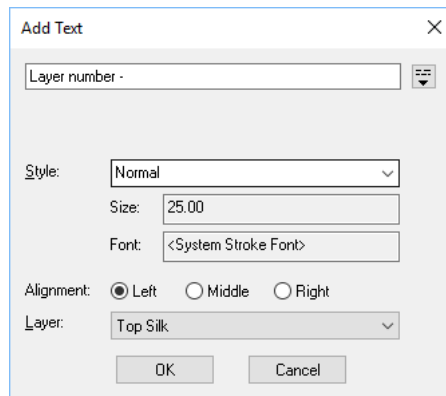 Add Text
Layer number -
Style: Normal
Size: 25.00
Font: <System Stroke Font>
Alignment: Left Middle Right
Layer: Top Silk
OK Cancel